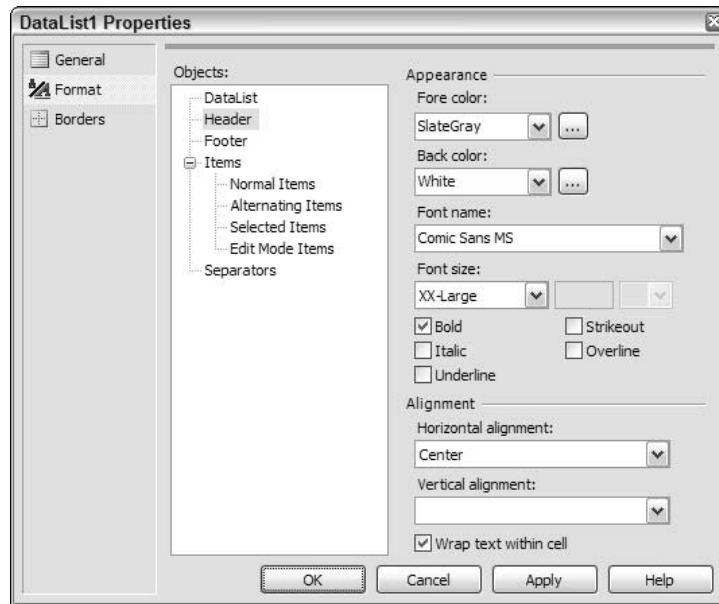 DataList1 Properties
General
Format
Borders
Objects:
DataList
Header
Footer
Items
Normal Items
Alternating Items
Selected Items
Edit Mode Items
Separators
Appearance
Fore color:
SlateGray
...
Back color:
White
...
Font name:
Comic Sans MS
Font size:
XX-Large
Bold
Strikeout
Italic
Overline
Underline
Alignment
Horizontal alignment:
Center
Vertical alignment:
Wrap text within cell
OK
Cancel
Apply
Help